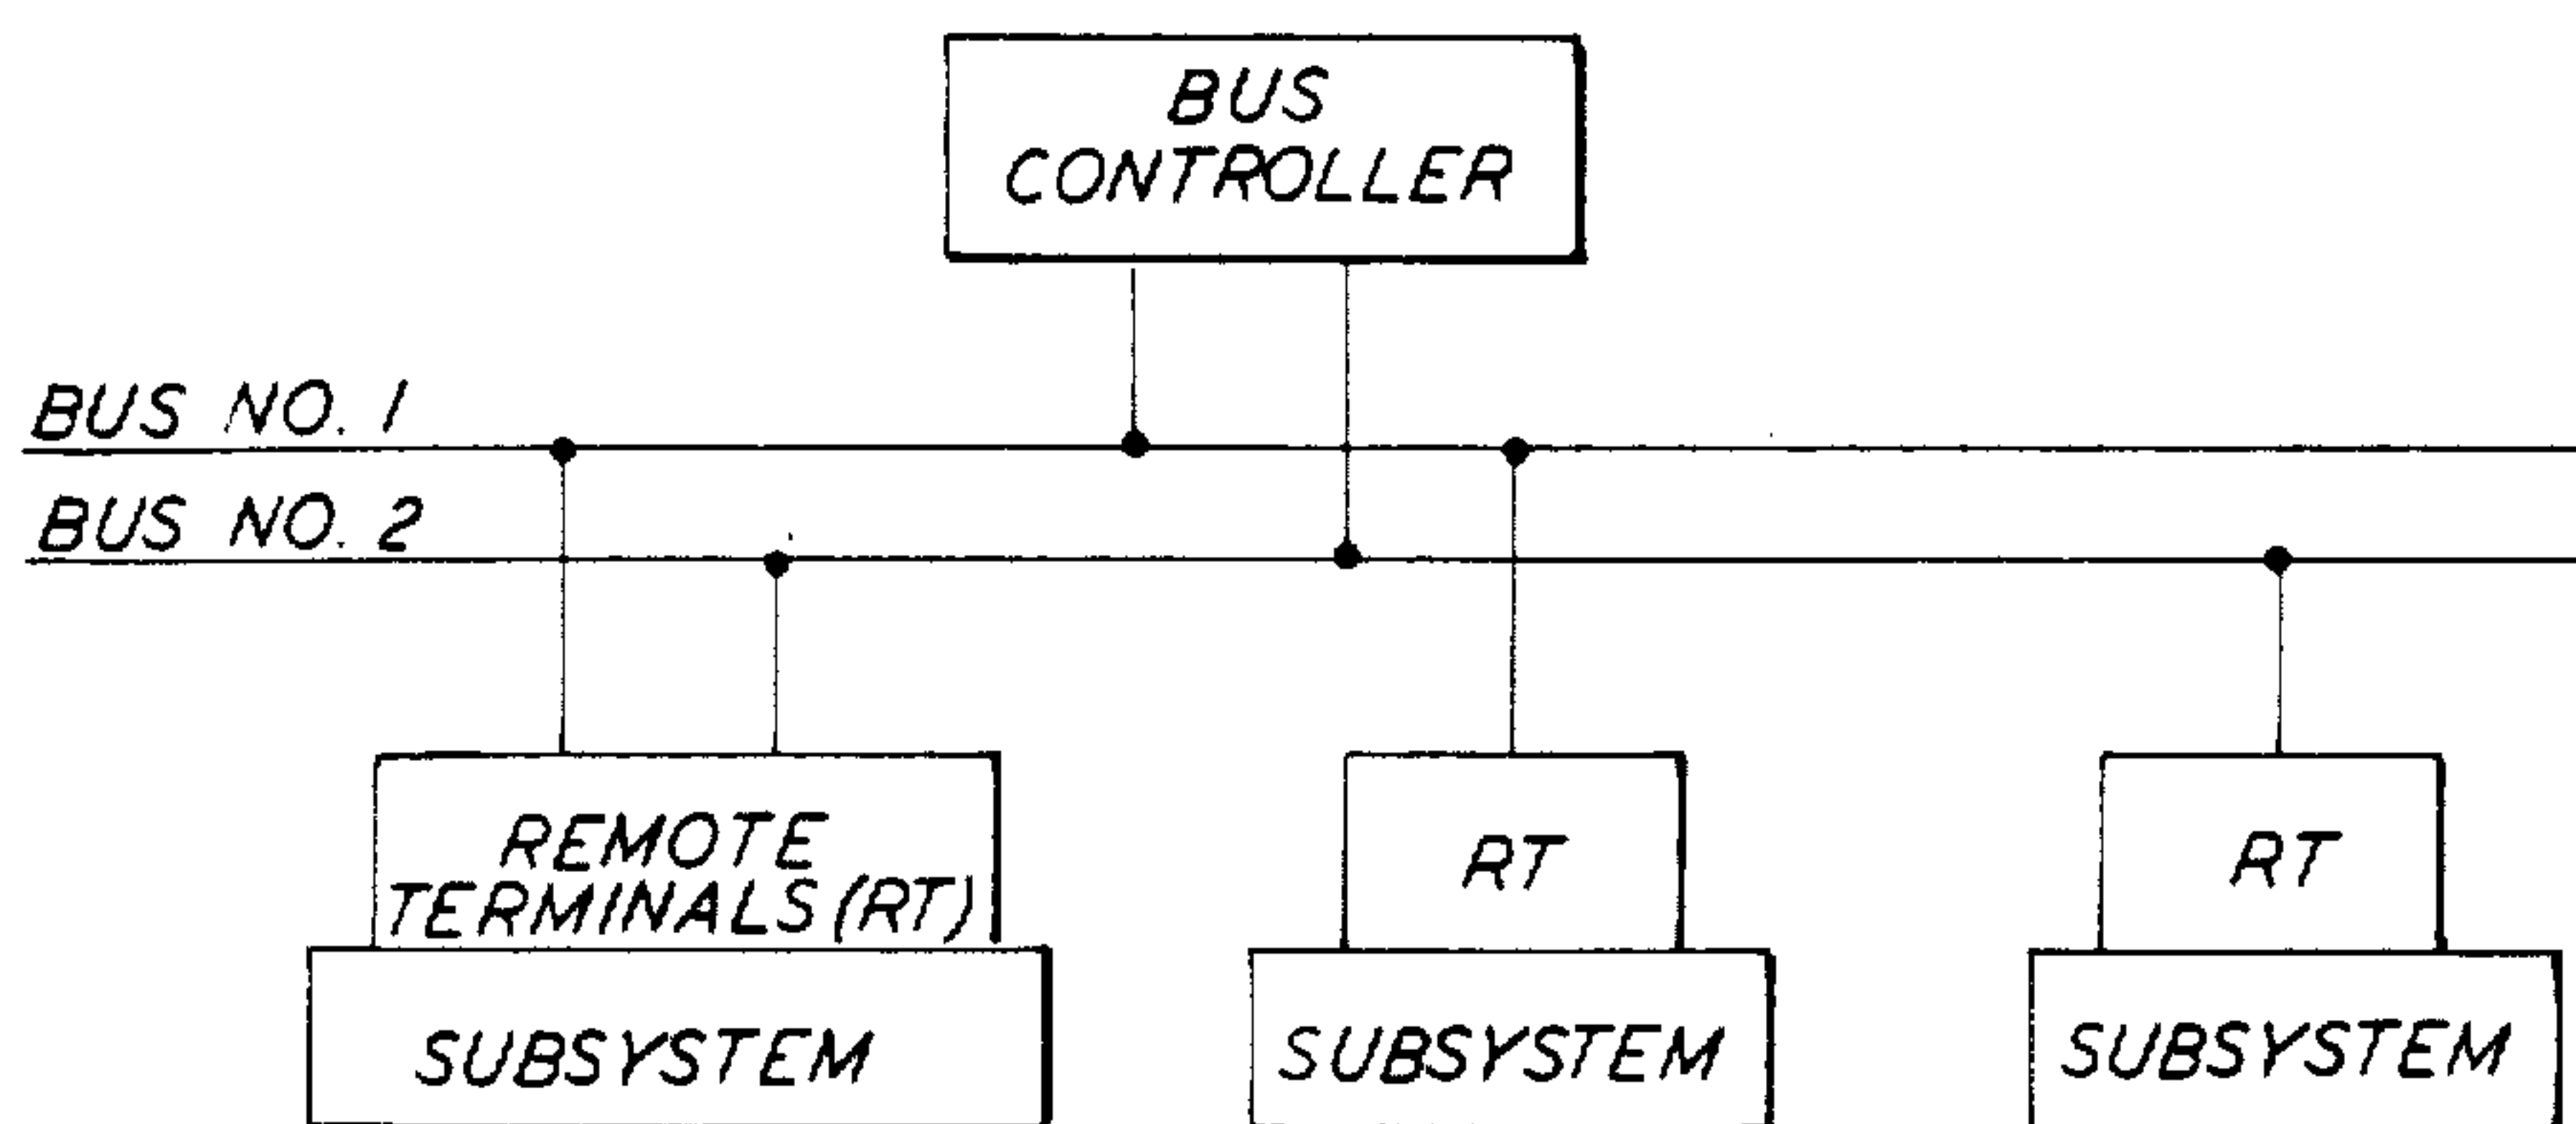 BUS
CONTROLLER
BUS NO. 1
BUS NO. 2
REMOTE
TERMINALS (RT)
RT
RT
SUBSYSTEM
SUBSYSTEM
SUBSYSTEM